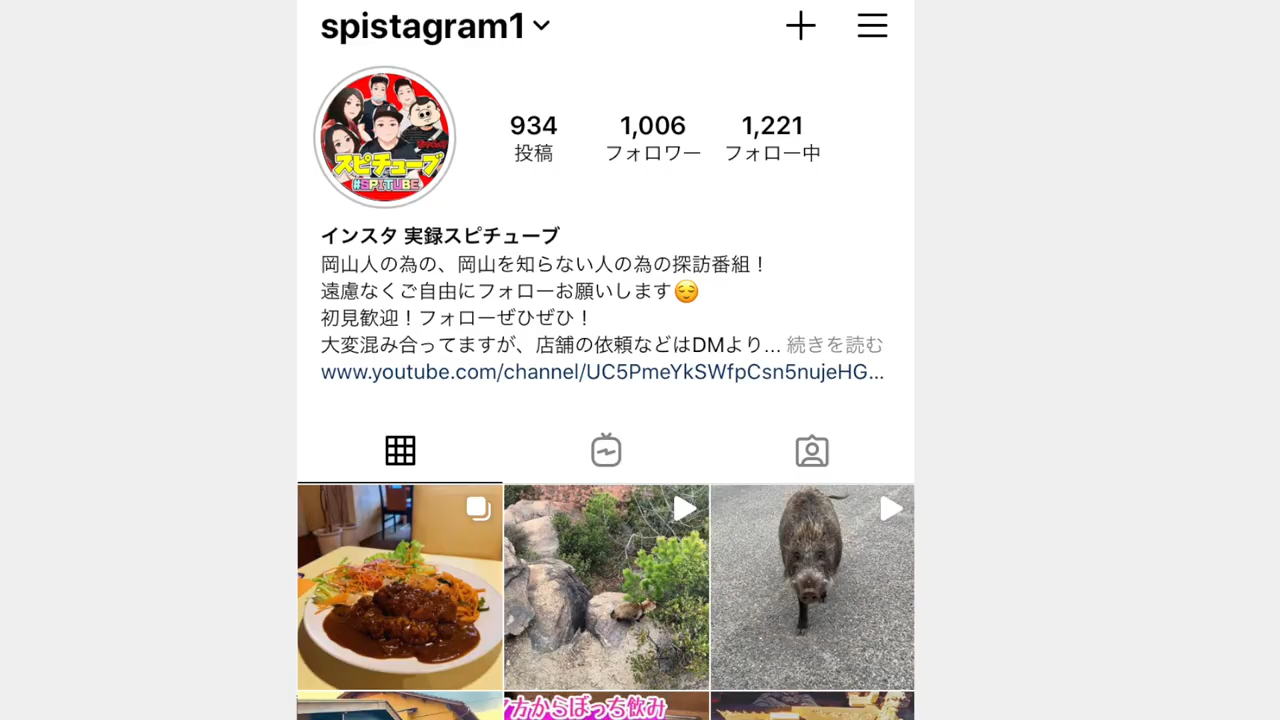 spistagram1
スピチューブ
#SPITUBE
934
投稿
1,006
フォロワー
1,221
フォロー中
インスタ 実録スピチューブ
岡山人の為の、岡山を知らない人の為の探訪番組！
遠慮なくご自由にフォローお願いします😌
初見歓迎！フォローぜひぜひ！
大変混み合ってますが、店舗の依頼などはDMより... 続きを読む
www.youtube.com/channel/UC5PmeYkSWfpCsn5nujeHG...
方からぼっち飲み